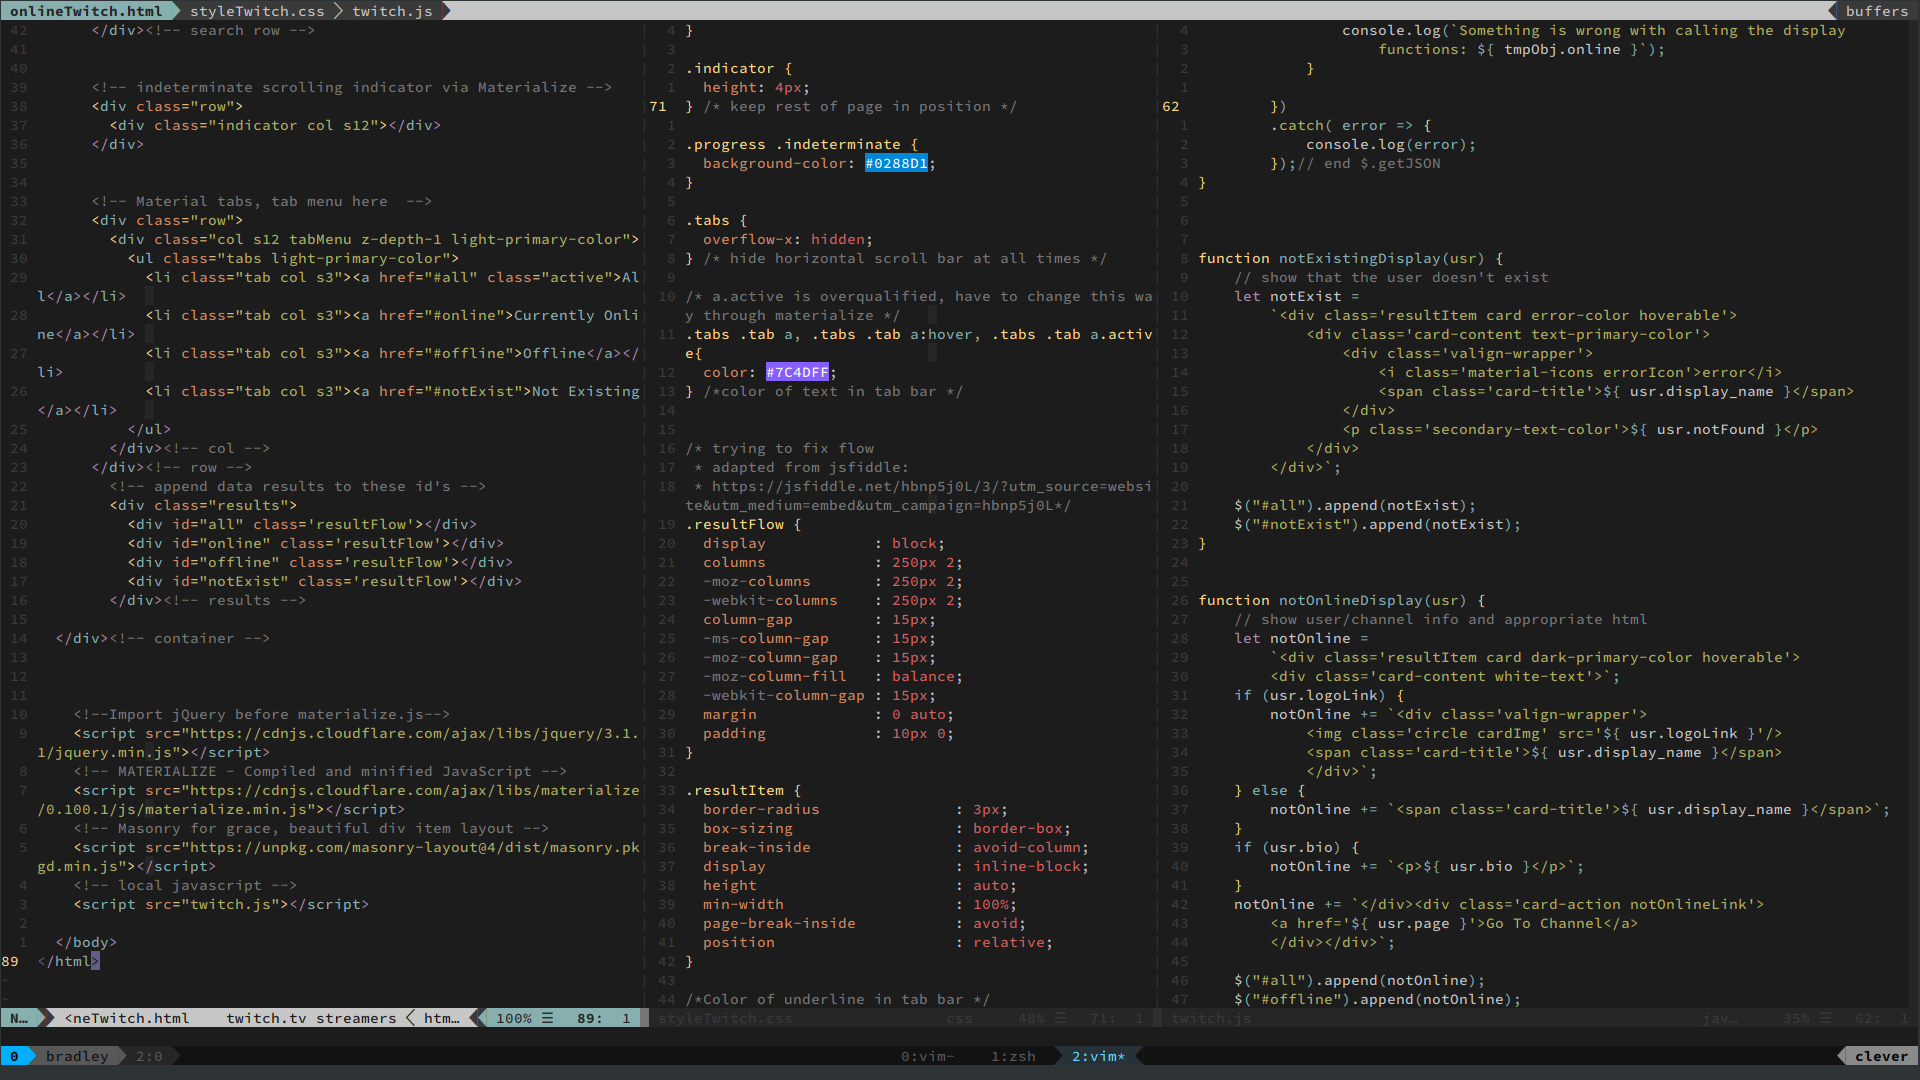 onlineTwitch.html styleTwitch.css twitch.js buffers
42 </div><!-- search row -->
41
40
39 <!-- indeterminate scrolling indicator via Materialize -->
38 <div class="row">
37 <div class="indicator col s12"></div>
36 </div>
35
34
33 <!-- Material tabs, tab menu here  -->
32 <div class="row">
31 <div class="col s12 tabMenu z-depth-1 light-primary-color">
30 <ul class="tabs light-primary-color">
29 <li class="tab col s3"><a href="#all" class="active">Al
l</a></li>
28 <li class="tab col s3"><a href="#online">Currently Onli
ne</a></li>
27 <li class="tab col s3"><a href="#offline">Offline</a></
li>
26 <li class="tab col s3"><a href="#notExist">Not Existing
</a></li>
25 </ul>
24 </div><!-- col -->
23 </div><!-- row -->
22 <!-- append data results to these id's -->
21 <div class="results">
20 <div id="all" class='resultFlow'></div>
19 <div id="online" class='resultFlow'></div>
18 <div id="offline" class='resultFlow'></div>
17 <div id="notExist" class='resultFlow'></div>
16 </div><!-- results -->
15
14 </div><!-- container -->
13
12
11
10 <!--Import jQuery before materialize.js-->
9 <script src="https://cdnjs.cloudflare.com/ajax/libs/jquery/3.1.
1/jquery.min.js"></script>
8 <!-- MATERIALIZE - Compiled and minified JavaScript -->
7 <script src="https://cdnjs.cloudflare.com/ajax/libs/materialize
/0.100.1/js/materialize.min.js"></script>
6 <!-- Masonry for grace, beautiful div item layout -->
5 <script src="https://unpkg.com/masonry-layout@4/dist/masonry.pk
gd.min.js"></script>
4 <!-- local javascript -->
3 <script src="twitch.js"></script>
2
1 </body>
89 </html>
~
~
N… <neTwitch.html twitch.tv streamers htm… 100% ☰ 89: 1
4 }
3
2 .indicator {
1 height: 4px;
71 } /* keep rest of page in position */
1
2 .progress .indeterminate {
3 background-color: #0288D1;
4 }
5
6 .tabs {
7 overflow-x: hidden;
8 } /* hide horizontal scroll bar at all times */
9
10 /* a.active is overqualified, have to change this wa
y through materialize */
11 .tabs .tab a, .tabs .tab a:hover, .tabs .tab a.activ
e{
12 color: #7C4DFF;
13 } /*color of text in tab bar */
14
15
16 /* trying to fix flow
17 * adapted from jsfiddle:
18 * https://jsfiddle.net/hbnp5j0L/3/?utm_source=websi
te&utm_medium=embed&utm_campaign=hbnp5j0L*/
19 .resultFlow {
20 display : block;
21 columns : 250px 2;
22 -moz-columns : 250px 2;
23 -webkit-columns : 250px 2;
24 column-gap : 15px;
25 -ms-column-gap : 15px;
26 -moz-column-gap : 15px;
27 -moz-column-fill : balance;
28 -webkit-column-gap : 15px;
29 margin : 0 auto;
30 padding : 10px 0;
31 }
32
33 .resultItem {
34 border-radius : 3px;
35 box-sizing : border-box;
36 break-inside : avoid-column;
37 display : inline-block;
38 height : auto;
39 min-width : 100%;
40 page-break-inside : avoid;
41 position : relative;
42 }
43
44 /*Color of underline in tab bar */
styleTwitch.css css 48% ☰ 71: 1
4 console.log(`Something is wrong with calling the display
3 functions: ${ tmpObj.online }`);
2 }
1
62 })
1 .catch( error => {
2 console.log(error);
3 });// end $.getJSON
4 }
5
6
7
8 function notExistingDisplay(usr) {
9 // show that the user doesn't exist
10 let notExist =
11 `<div class='resultItem card error-color hoverable'>
12 <div class='card-content text-primary-color'>
13 <div class='valign-wrapper'>
14 <i class='material-icons errorIcon'>error</i>
15 <span class='card-title'>${ usr.display_name }</span>
16 </div>
17 <p class='secondary-text-color'>${ usr.notFound }</p>
18 </div>
19 </div>`;
20
21 $("#all").append(notExist);
22 $("#notExist").append(notExist);
23 }
24
25
26 function notOnlineDisplay(usr) {
27 // show user/channel info and appropriate html
28 let notOnline =
29 `<div class='resultItem card dark-primary-color hoverable'>
30 <div class='card-content white-text'>`;
31 if (usr.logoLink) {
32 notOnline += `<div class='valign-wrapper'>
33 <img class='circle cardImg' src='${ usr.logoLink }'/>
34 <span class='card-title'>${ usr.display_name }</span>
35 </div>`;
36 } else {
37 notOnline += `<span class='card-title'>${ usr.display_name }</span>`;
38 }
39 if (usr.bio) {
40 notOnline += `<p>${ usr.bio }</p>`;
41 }
42 notOnline += `</div><div class='card-action notOnlineLink'>
43 <a href='${ usr.page }'>Go To Channel</a>
44 </div></div>`;
45
46 $("#all").append(notOnline);
47 $("#offline").append(notOnline);
twitch.js jav… 35% ☰ 62: 1
0 bradley 2:0 0:vim- 1:zsh 2:vim* clever